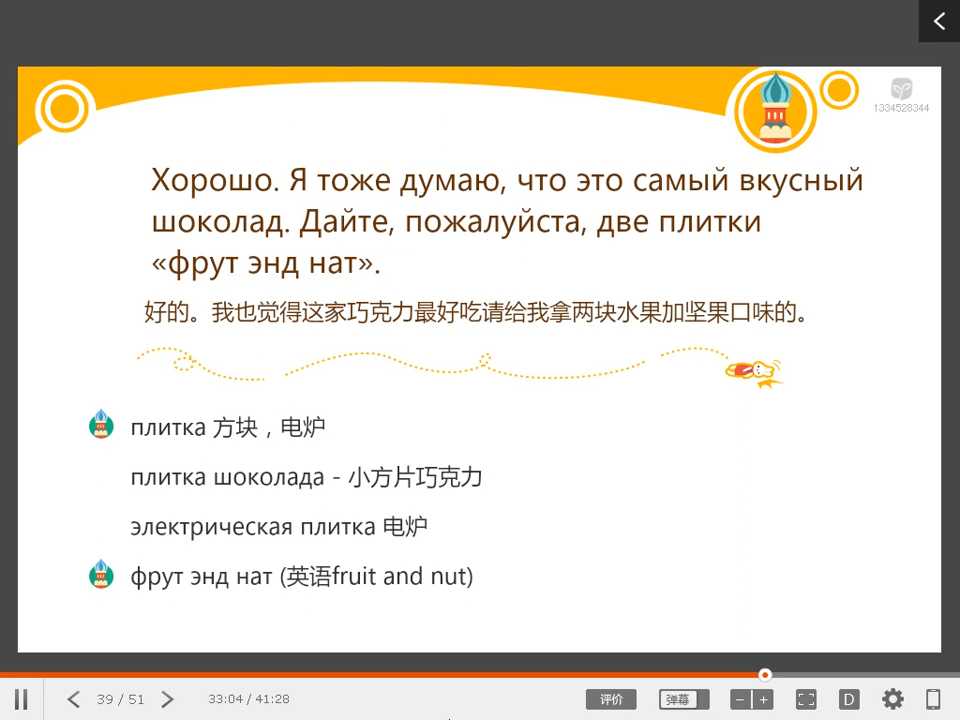 1334528344
Хорошо. Я тоже думаю, что это самый вкусный
шоколад. Дайте, пожалуйста, две плитки
«фрут энд нат».
好的。我也觉得这家巧克力最好吃请给我拿两块水果加坚果口味的。
плитка 方块，电炉
плитка шоколада - 小方片巧克力
электрическая плитка 电炉
фрут энд нат (英语fruit and nut)
39 / 51
33:04 / 41:28
评价
弹幕
D